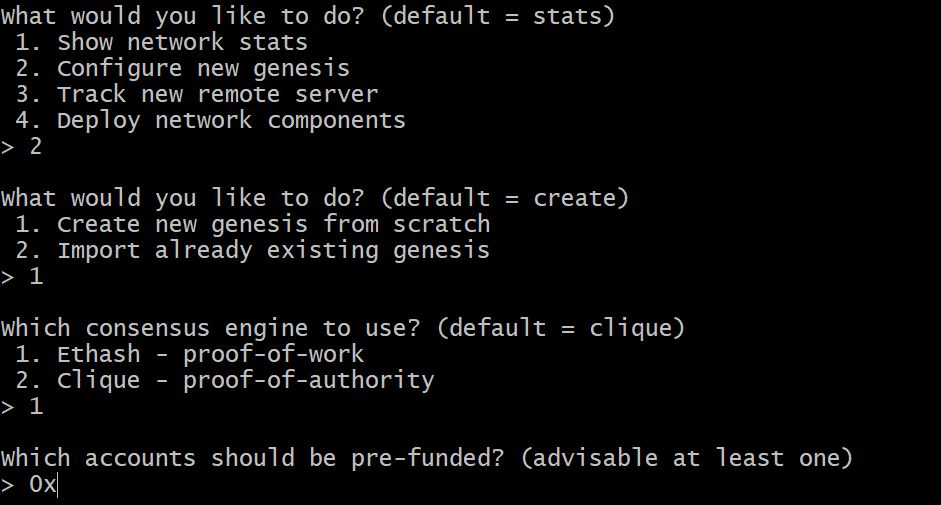 What would you like to do? (default = stats)
1. Show network stats
2. Configure new genesis
3. Track new remote server
4. Deploy network components
> 2
What would you like to do? (default = create)
1. Create new genesis from scratch
2. Import already existing genesis
> 1
Which consensus engine to use? (default = clique)
1. Ethash - proof-of-work
2. Clique - proof-of-authority
> 1
Which accounts should be pre-funded? (advisable at least one)
> 0x